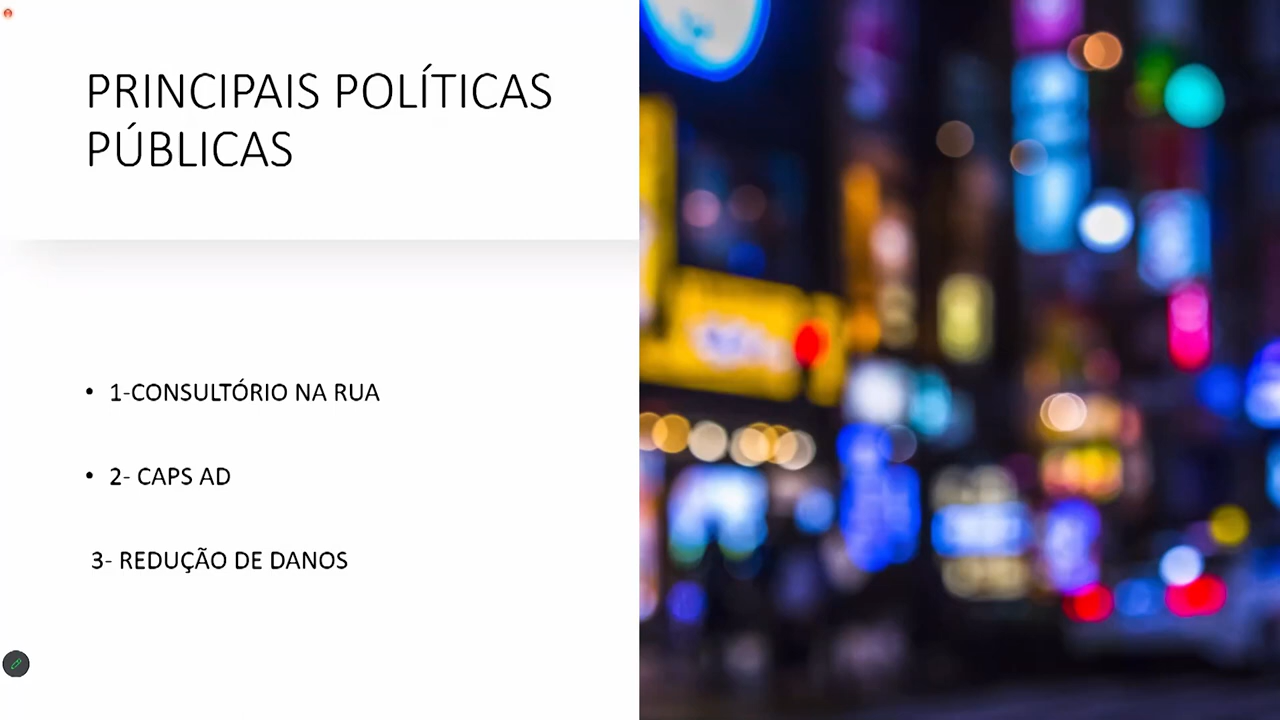 PRINCIPAIS POLÍTICAS
PÚBLICAS
• 1-CONSULTÓRIO NA RUA
• 2- CAPS AD
3- REDUÇÃO DE DANOS